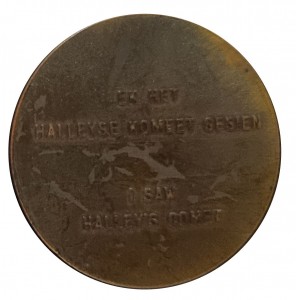 EK HET
HALLEYSE KOMEET GESIEN
I SAW
HALLEY'S COMET